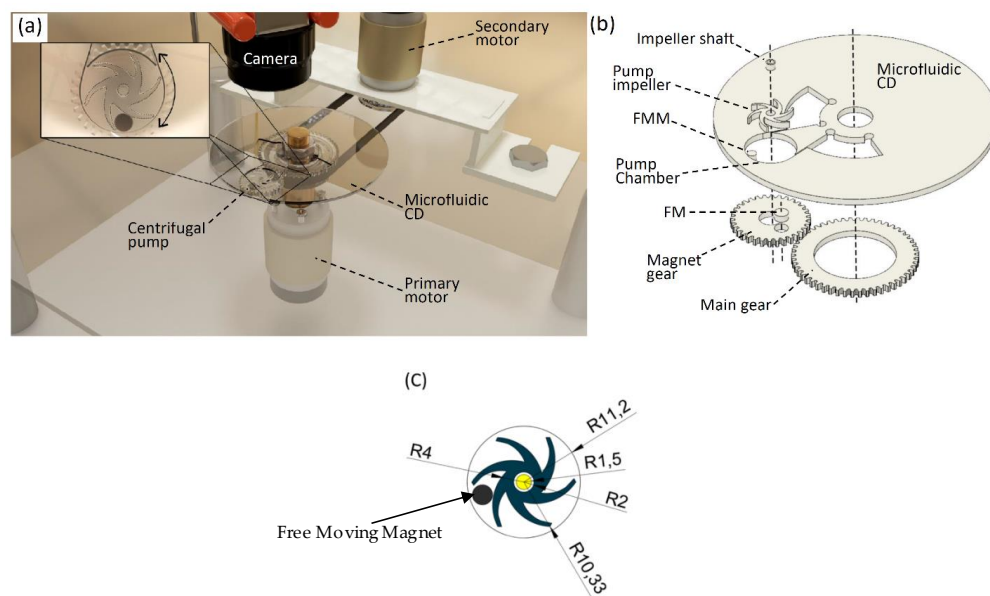 (a)
Secondary
motor
Camera
Microfluidic
CD
Centrifugal
pump
Primary
motor
(b)
Impeller shaft
Microfluidic
CD
Pump
impeller
FMM
Pump
Chamber
FM
Magnet
gear
Main gear
(C)
R11,2
R4
R1,5
R2
Free Moving Magnet
R10,33